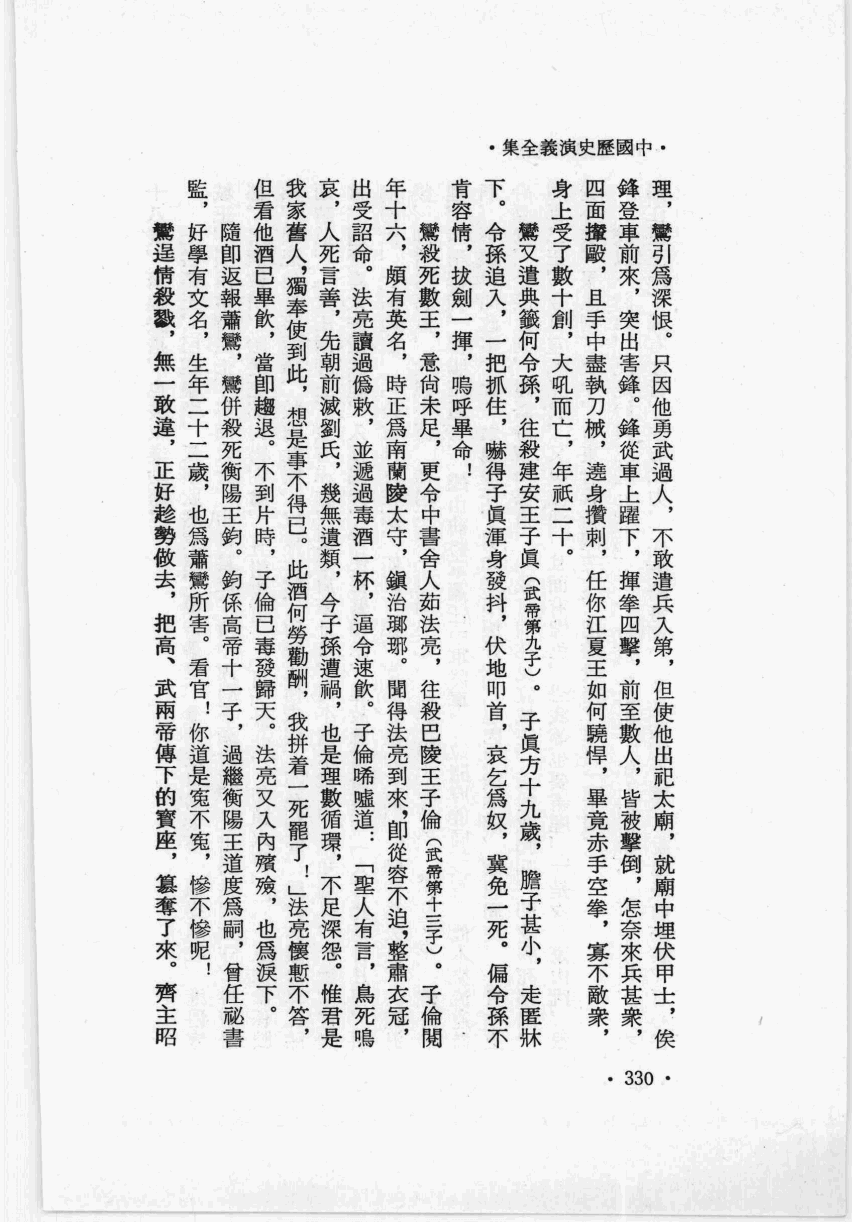 ·中國歷史演義全集·
理，鸞引爲深恨。只因他勇武過人，不敢遣兵入第，但使他出祀太廟，就廟中埋伏甲士，俟
鋒登車前來，突出害鋒。鋒從車上躍下，揮拳四擊，前至數人，皆被擊倒，怎奈來兵甚衆，
四面攢毆，且手中盡執刀械，遶身攢刺，任你江夏王如何驍悍，畢竟赤手空拳，寡不敵衆，
身上受了數十創，大吼而亡，年祇二十。
鸞又遣典籤何令孫，往殺建安王子眞（武帝第九子）。子眞方十九歲，膽子甚小，走匿牀
下。令孫追入，一把抓住，嚇得子眞渾身發抖，伏地叩首，哀乞爲奴，冀免一死。偏令孫不
肯容情，拔劍一揮，嗚呼畢命！
鸞殺死數王，意尙未足，更令中書舍人茹法亮，往殺巴陵王子倫（武帝第十三子）。子倫閱
年十六，頗有英名，時正爲南蘭陵太守，鎭治瑯琊。聞得法亮到來，卽從容不迫，整肅衣冠，
出受詔命。法亮讀過僞敕，並遞過毒酒一杯，逼令速飲。子倫唏噓道：「聖人有言，鳥死鳴
哀，人死言善，先朝前滅劉氏，幾無遺類，今子孫遭禍，也是理數循環，不足深怨。惟君是
我家舊人，獨奉使到此，想是事不得已。此酒何勞勸酬，我拼着一死罷了！」法亮懷慙不答，
但看他酒已畢飲，當卽趨退。不到片時，子倫已毒發歸天。法亮又入內殯殮，也爲淚下。
隨卽返報蕭鸞，鸞併殺死衡陽王鈞。鈞係高帝十一子，過繼衡陽王道度爲嗣，曾任祕書
監，好學有文名，生年二十二歲，也爲蕭鸞所害。看官！你道是寃不寃，慘不慘呢！
鸞逞情殺戮，無一敢違，正好趁勢做去，把高、武兩帝傳下的寳座，簒奪了來。齊主昭
·330·